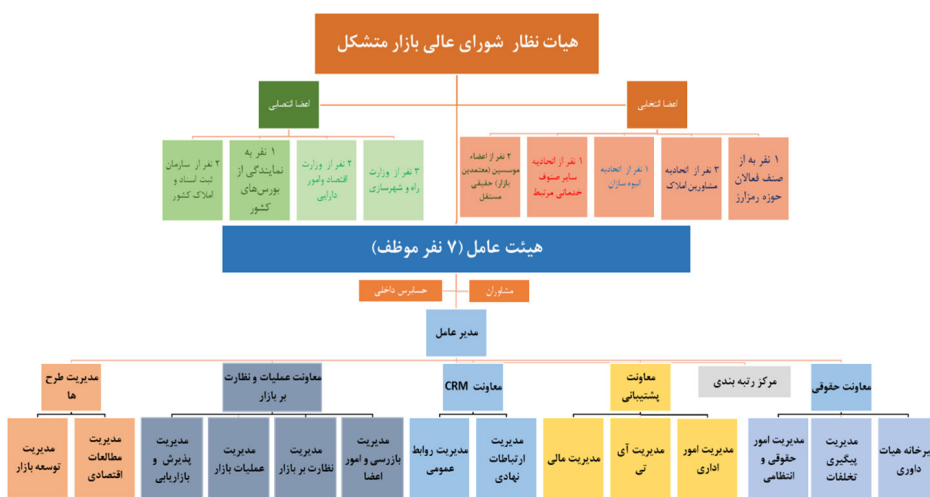 هیات نظار شورای عالی بازار متشکل
اعضا انتخابی
اعضا انتصابی
۱ نفر به از
صنف فعالان
حوزه رمزارز
۳ نفر از اتحادیه
مشاورین املاک
۱ نفر از اتحادیه
انبوه سازان
۱ نفر از اتحادیه
سایر صنوف
خدماتی مرتبط
۲ نفر از اعضاء
موسسین (معتمدین
بازار) حقیقی
مستقل
۳ نفر از وزارت
راه و شهرسازی
۲ نفر از وزارت
اقتصاد وامور
دارایی
۱ نفر به
نمایندگی از
بورس‌های
کشور
۲ نفر از سازمان
ثبت اسناد و
املاک کشور
هیئت عامل (۷ نفر موظف)
مشاوران
حسابرس داخلی
مدیر عامل
معاونت حقوقی
مرکز رتبه بندی
معاونت
پشتیبانی
معاونت CRM
معاونت عملیات و نظارت
بر بازار
مدیریت طرح
ها
یرخانه هیات
داوری
مدیریت
پیگیری
تخلفات
مدیریت امور
حقوقی و
انتظامی
مدیریت امور
اداری
مدیریت آی
تی
مدیریت مالی
مدیریت
ارتباطات
نهادی
مدیریت روابط
عمومی
مدیریت
بازرسی و امور
اعضا
مدیریت
نظارت بر بازار
مدیریت
عملیات بازار
مدیریت
پذیرش و
بازاریابی
مدیریت
مطالعات
اقتصادی
مدیریت
توسعه بازار